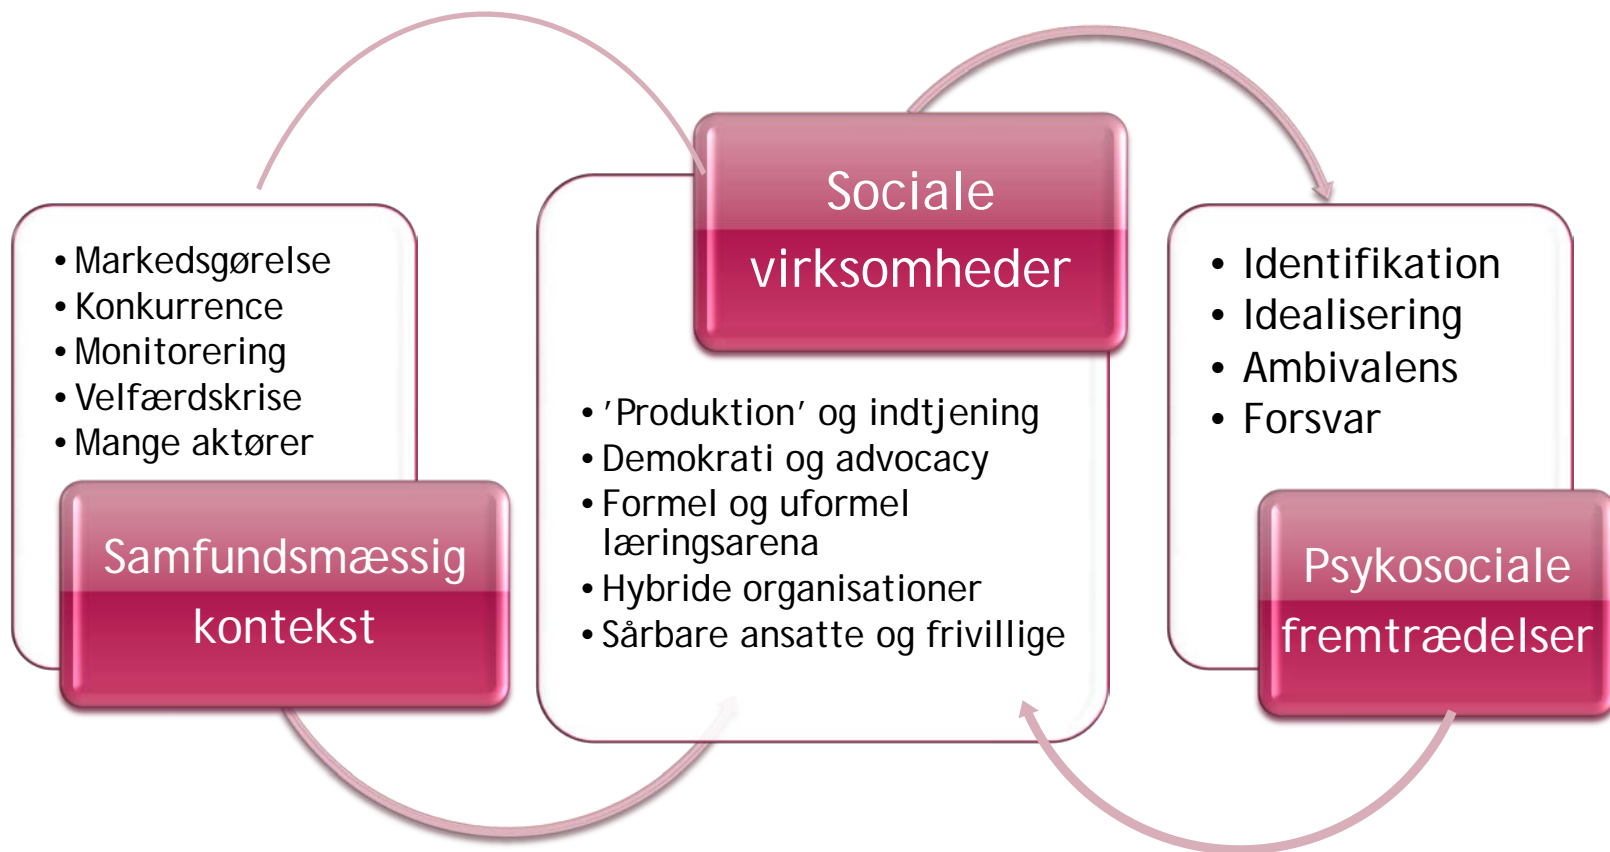 • Markedsgørelse
• Konkurrence
• Monitorering
• Velfærdskrise
• Mange aktører
Samfundsmæssig
kontekst
Sociale
virksomheder
• ’Produktion’ og indtjening
• Demokrati og advocacy
• Formel og uformel
læringsarena
• Hybride organisationer
• Sårbare ansatte og frivillige
• Identifikation
• Idealisering
• Ambivalens
• Forsvar
Psykosociale
fremtrædelser